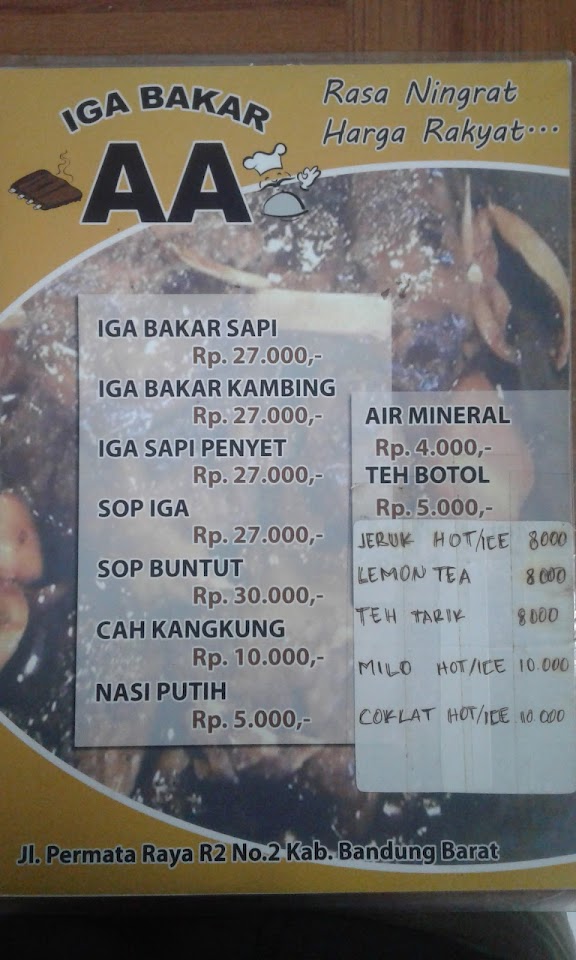 IGA BAKAR
AA
Rasa Ningrat
Harga Rakyat...
IGA BAKAR SAPI
Rp. 27.000,-
IGA BAKAR KAMBING
Rp. 27.000,-
IGA SAPI PENYET
Rp. 27.000,-
SOP IGA
Rp. 27.000,-
SOP BUNTUT
Rp. 30.000,-
CAH KANGKUNG
Rp. 10.000,-
NASI PUTIH
Rp. 5.000,-
AIR MINERAL
Rp. 4.000,-
TEH BOTOL
Rp. 5.000,-
JERUK HOT/ICE 8000
LEMON TEA 8000
TEH TARIK 8000
MILO HOT/ICE 10.000
COKLAT HOT/ICE 10.000
Jl. Permata Raya R2 No.2 Kab. Bandung Barat